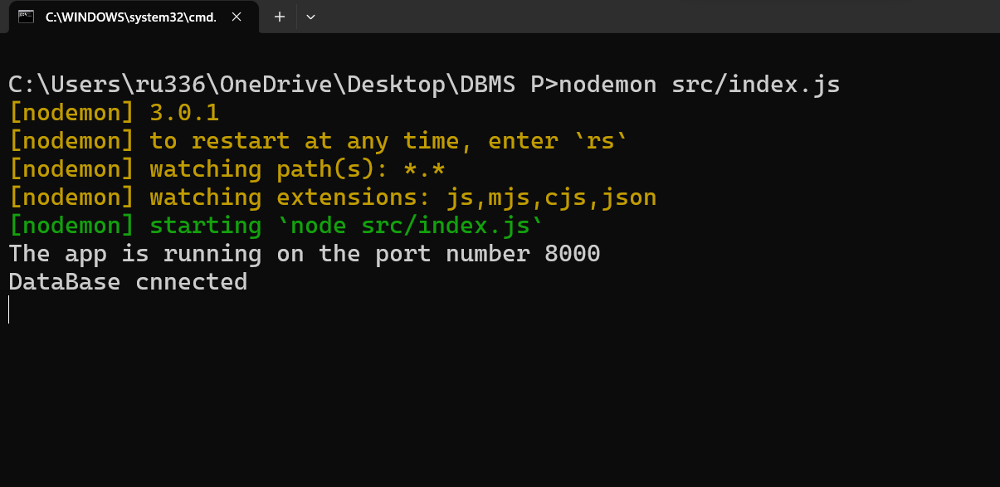 C:\WINDOWS\system32\cmd.
C:\Users\ru336\OneDrive\Desktop\DBMS P>nodemon src/index.js
[nodemon] 3.0.1
[nodemon] to restart at any time, enter `rs`
[nodemon] watching path(s): *.*
[nodemon] watching extensions: js,mjs,cjs,json
[nodemon] starting `node src/index.js`
The app is running on the port number 8000
DataBase cnnected